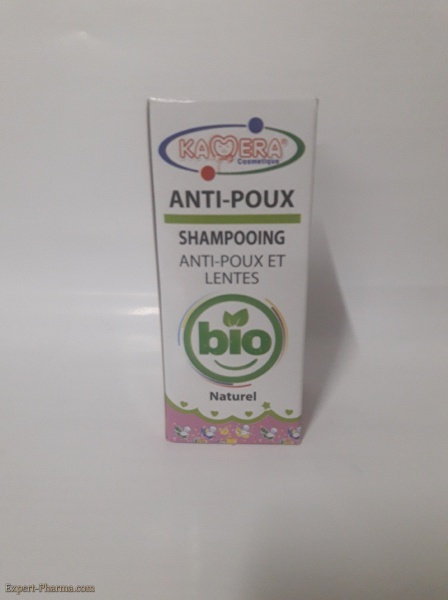 KAMERA®
Cosmetique
ANTI-POUX
SHAMPOOING
ANTI-POUX ET
LENTES
bio
Naturel
Expert-Pharma.com